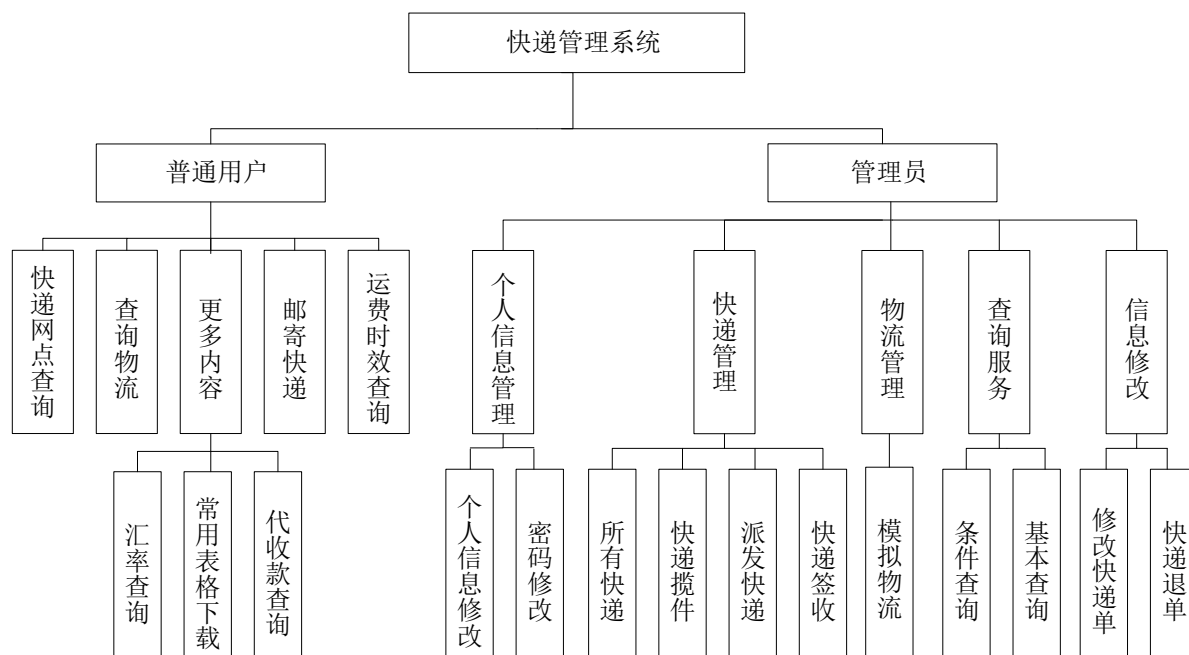 快递管理系统
普通用户
管理员
快递网点查询
查询物流
更多内容
邮寄快递
运费时效查询
个人信息管理
快递管理
物流管理
查询服务
信息修改
汇率查询
常用表格下载
代收款查询
个人信息修改
密码修改
所有快递
快递揽件
派发快递
快递签收
模拟物流
条件查询
基本查询
修改快递单
快递退单